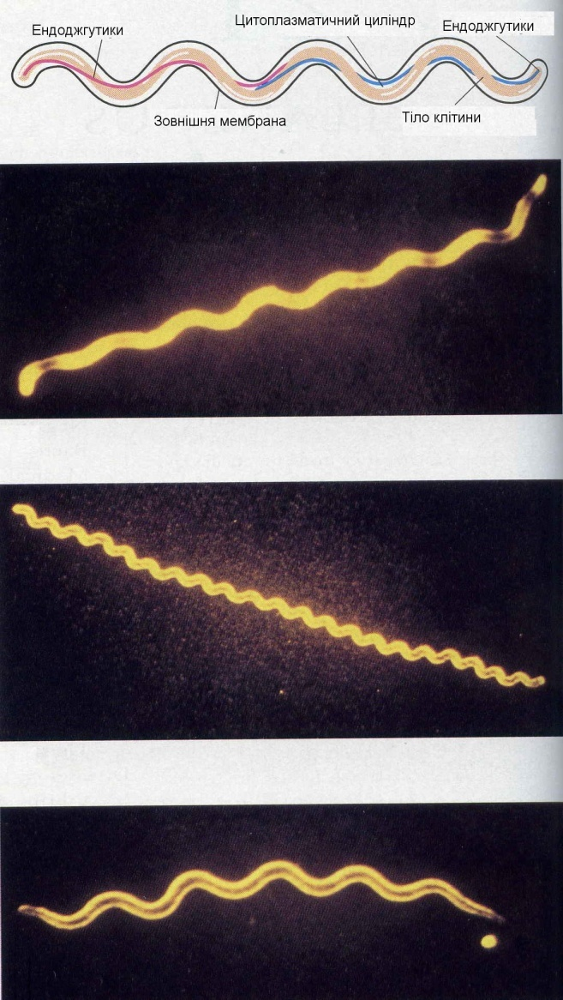 Ендоджгутики
Цитоплазматичний циліндр
Ендоджгутики
Зовнішня мембрана
Тіло клітини